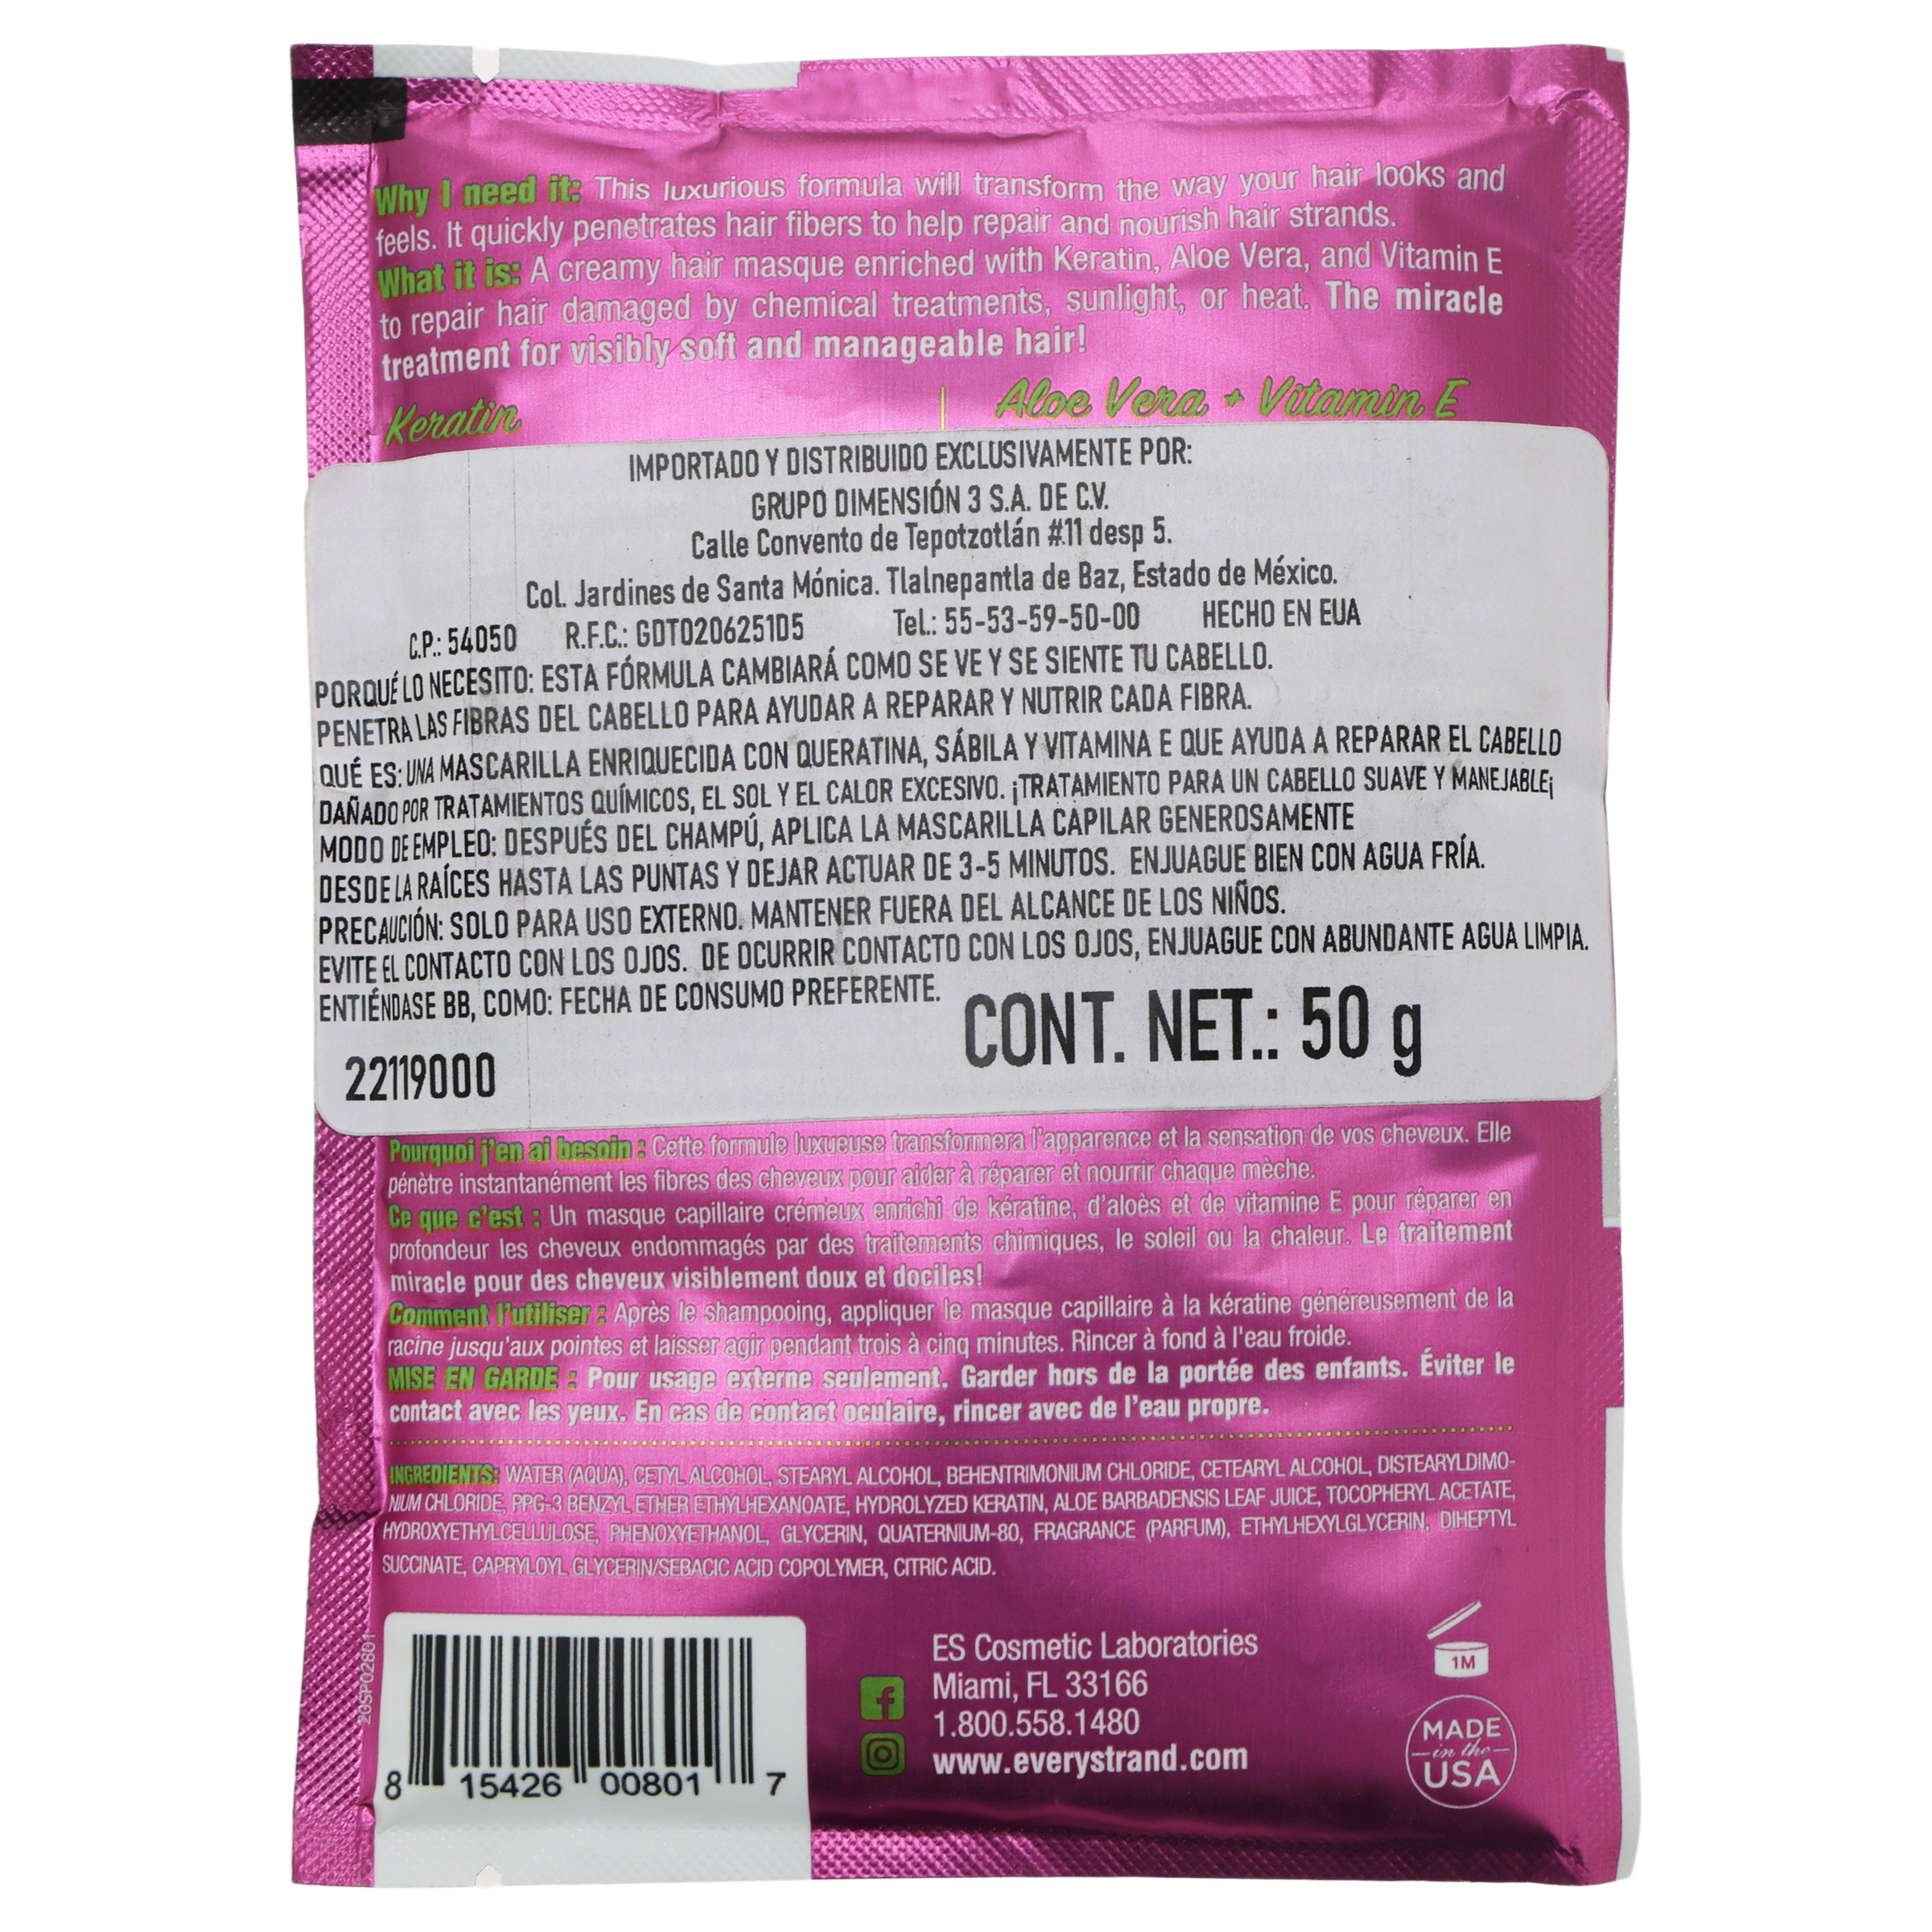 Why I need it: This luxurious formula will transform the way your hair looks and
feels. It quickly penetrates hair fibers to help repair and nourish hair strands.
What it is: A creamy hair masque enriched with Keratin, Aloe Vera, and Vitamin E
to repair hair damaged by chemical treatments, sunlight, or heat. The miracle
treatment for visibly soft and manageable hair!
Keratin | Aloe Vera + Vitamin E
IMPORTADO Y DISTRIBUIDO EXCLUSIVAMENTE POR:
GRUPO DIMENSIÓN 3 S.A. DE C.V.
Calle Convento de Tepotzotlán #11 desp 5.
Col. Jardines de Santa Mónica. Tlalnepantla de Baz, Estado de México.
C.P.: 54050 R.F.C.: GDT0206251D5 Tel.: 55-53-59-50-00 HECHO EN EUA
PORQUÉ LO NECESITO: ESTA FÓRMULA CAMBIARÁ COMO SE VE Y SE SIENTE TU CABELLO.
PENETRA LAS FIBRAS DEL CABELLO PARA AYUDAR A REPARAR Y NUTRIR CADA FIBRA.
QUÉ ES: UNA MASCARILLA ENRIQUECIDA CON QUERATINA, SÁBILA Y VITAMINA E QUE AYUDA A REPARAR EL CABELLO
DAÑADO POR TRATAMIENTOS QUÍMICOS, EL SOL Y EL CALOR EXCESIVO. ¡TRATAMIENTO PARA UN CABELLO SUAVE Y MANEJABLE¡
MODO DE EMPLEO: DESPUÉS DEL CHAMPÚ, APLICA LA MASCARILLA CAPILAR GENEROSAMENTE
DESDE LA RAÍCES HASTA LAS PUNTAS Y DEJAR ACTUAR DE 3-5 MINUTOS. ENJUAGUE BIEN CON AGUA FRÍA.
PRECAUCIÓN: SOLO PARA USO EXTERNO. MANTENER FUERA DEL ALCANCE DE LOS NIÑOS.
EVITE EL CONTACTO CON LOS OJOS. DE OCURRIR CONTACTO CON LOS OJOS, ENJUAGUE CON ABUNDANTE AGUA LIMPIA.
ENTIÉNDASE BB, COMO: FECHA DE CONSUMO PREFERENTE.
CONT. NET.: 50 g
22119000
Pourquoi j'en ai besoin : Cette formule luxueuse transformera l'apparence et la sensation de vos cheveux. Elle
pénètre instantanément les fibres des cheveux pour aider à réparer et nourrir chaque mèche.
Ce que c'est : Un masque capillaire crémeux enrichi de kératine, d'aloès et de vitamine E pour réparer en
profondeur les cheveux endommagés par des traitements chimiques, le soleil ou la chaleur. Le traitement
miracle pour des cheveux visiblement doux et dociles!
Comment l'utiliser : Après le shampooing, appliquer le masque capillaire à la kératine généreusement de la
racine jusqu'aux pointes et laisser agir pendant trois à cinq minutes. Rincer à fond à l'eau froide.
MISE EN GARDE : Pour usage externe seulement. Garder hors de la portée des enfants. Éviter le
contact avec les yeux. En cas de contact oculaire, rincer avec de l'eau propre.
INGREDIENTS: WATER (AQUA), CETYL ALCOHOL, STEARYL ALCOHOL, BEHENTRIMONIUM CHLORIDE, CETEARYL ALCOHOL, DISTEARYLDIMO-
NIUM CHLORIDE, PPG-3 BENZYL ETHER ETHYLHEXANOATE, HYDROLYZED KERATIN, ALOE BARBADENSIS LEAF JUICE, TOCOPHERYL ACETATE,
HYDROXYETHYLCELLULOSE, PHENOXYETHANOL, GLYCERIN, QUATERNIUM-80, FRAGRANCE (PARFUM), ETHYLHEXYLGLYCERIN, DIHEPTYL
SUCCINATE, CAPRYLOYL GLYCERIN/SEBACIC ACID COPOLYMER, CITRIC ACID.
20SP02801
8 15426 00801 7
ES Cosmetic Laboratories
Miami, FL 33166
1.800.558.1480
www.everystrand.com
1M
MADE
in the
USA